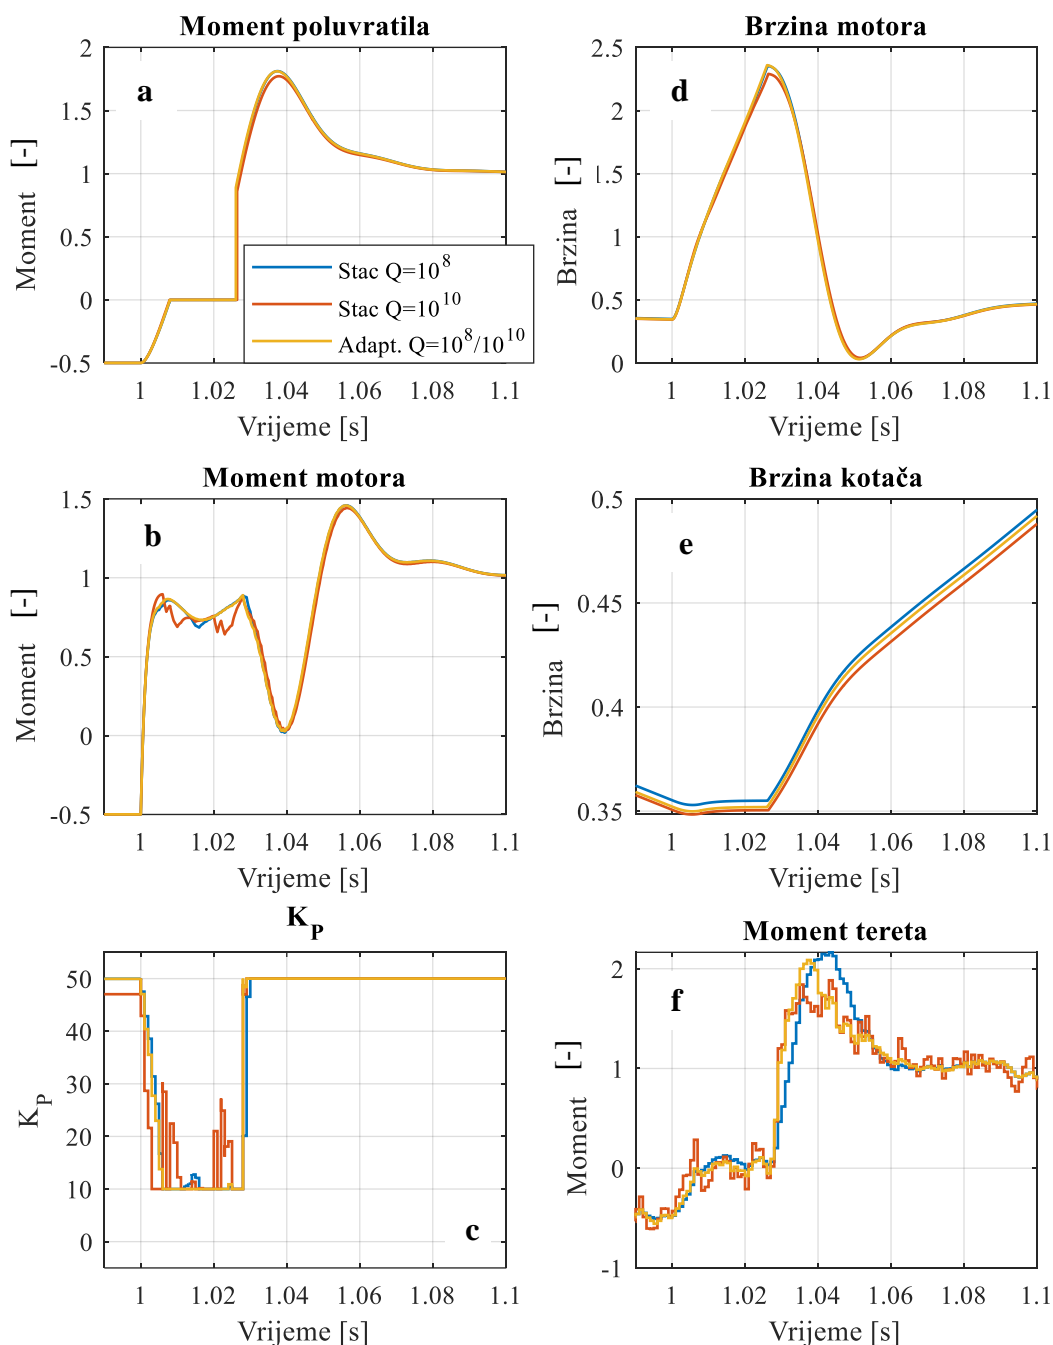 Moment poluvratila
2
1.5
1
0.5
0
-0.5
Moment [-]
a
1 1.02 1.04 1.06 1.08 1.1
Vrijeme [s]
Stac Q=10^8
Stac Q=10^10
Adapt. Q=10^8/10^10
Brzina motora
2.5
2
1.5
1
0.5
0
Brzina [-]
d
1 1.02 1.04 1.06 1.08 1.1
Vrijeme [s]
Moment motora
1.5
1
0.5
0
-0.5
Moment [-]
b
1 1.02 1.04 1.06 1.08 1.1
Vrijeme [s]
Brzina kotača
0.5
0.45
0.4
0.35
Brzina [-]
e
1 1.02 1.04 1.06 1.08 1.1
Vrijeme [s]
K_P
50
40
30
20
10
0
K_P
c
1 1.02 1.04 1.06 1.08 1.1
Vrijeme [s]
Moment tereta
2
1
0
-1
Moment [-]
f
1 1.02 1.04 1.06 1.08 1.1
Vrijeme [s]